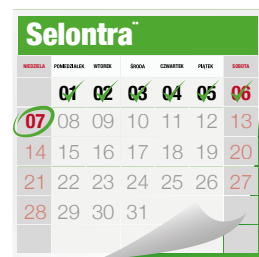 Selontra**
NIEDZIELA PONIEDZIAŁEK WTOREK ŚRODA CZWARTEK PIĄTEK SOBOTA
01 02 03 04 05 06
07 08 09 10 11 12 13
14 15 16 17 18 19 20
21 22 23 24 25 26 27
28 29 30 31